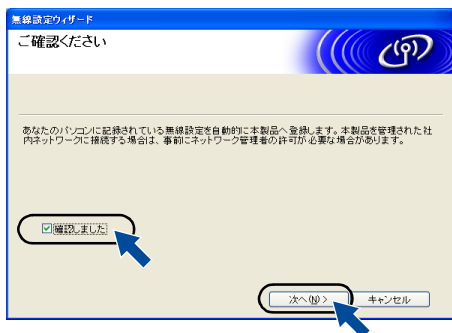 無線設定ウィザード
ご確認ください
あなたのパソコンに記録されている無線設定を自動的に本製品へ登録します。本製品を管理された社
内ネットワークに接続する場合は、事前にネットワーク管理者の許可が必要な場合があります。
確認しました
次へ(N) >
キャンセル